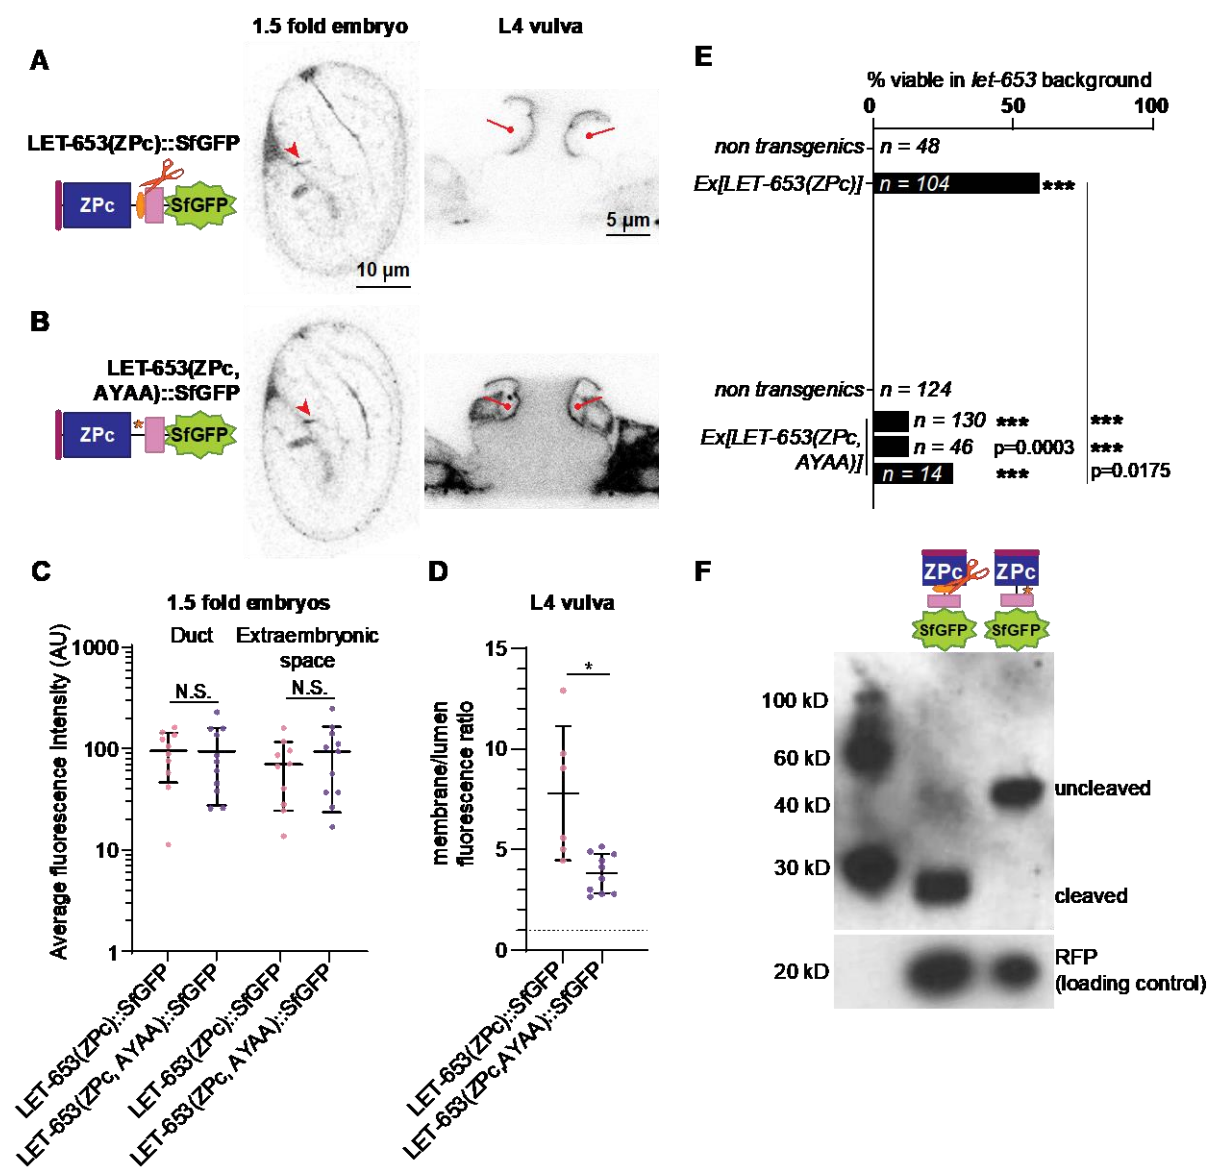 1.5 fold embryo
L4 vulva
A
LET-653(ZPc)::SfGFP
ZPc
SfGFP
10 µm
5 µm
B
LET-653(ZPc,
AYAA)::SfGFP
ZPc
*
SfGFP
C
1.5 fold embryos
Duct
Extraembryonic
space
Average fluorescence Intensity (AU)
1000
100
10
1
N.S.
N.S.
LET-653(ZPc)::SfGFP
LET-653(ZPc, AYAA)::SfGFP
LET-653(ZPc)::SfGFP
LET-653(ZPc, AYAA)::SfGFP
D
L4 vulva
membrane/lumen
fluorescence ratio
15
10
5
0
*
LET-653(ZPc)::SfGFP
LET-653(ZPc,AYAA)::SfGFP
E
% viable in let-653 background
0
50
100
non transgenics
n = 48
Ex[LET-653(ZPc)]
n = 104
***
non transgenics
n = 124
Ex[LET-653(ZPc,
AYAA)]
n = 130
***
***
n = 46
p=0.0003
***
n = 14
***
p=0.0175
F
ZPc
ZPc
*
SfGFP
SfGFP
100 kD
60 kD
40 kD
30 kD
20 kD
uncleaved
cleaved
RFP
(loading control)